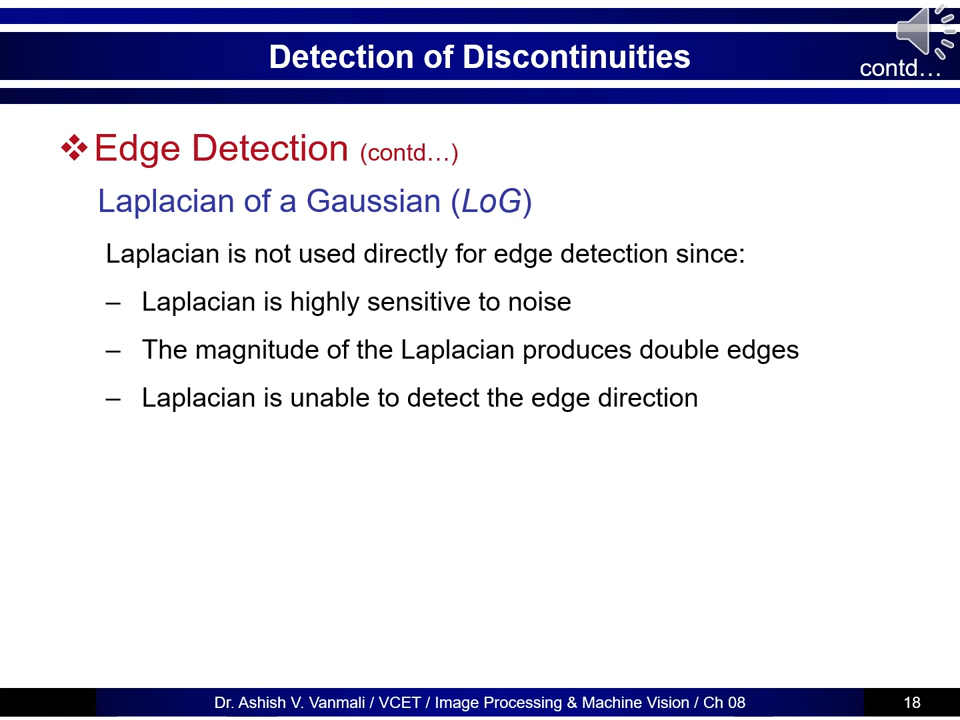 Detection of Discontinuities
contd…
❖ Edge Detection (contd…)
Laplacian of a Gaussian (LoG)
Laplacian is not used directly for edge detection since:
– Laplacian is highly sensitive to noise
– The magnitude of the Laplacian produces double edges
– Laplacian is unable to detect the edge direction
Dr. Ashish V. Vanmali / VCET / Image Processing & Machine Vision / Ch 08 18